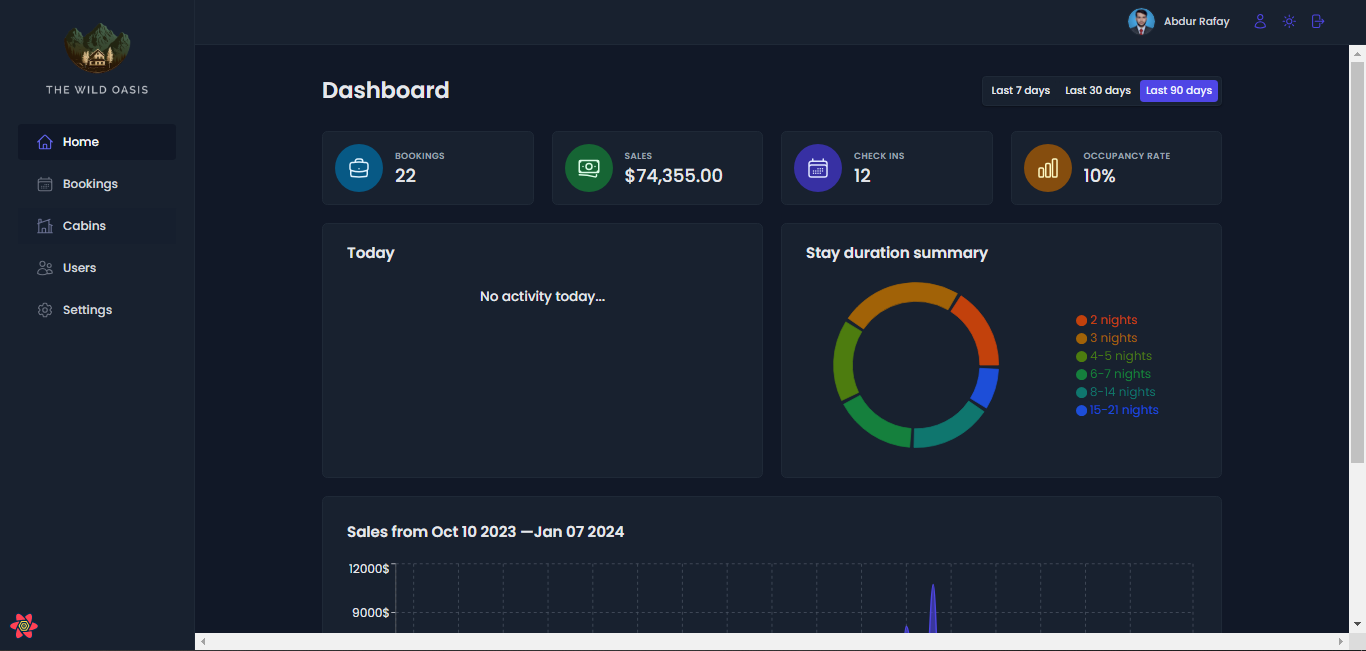 THE WILD OASIS
Home
Bookings
Cabins
Users
Settings
Abdur Rafay
Dashboard
Last 7 days Last 30 days Last 90 days
BOOKINGS
22
SALES
$74,355.00
CHECK INS
12
OCCUPANCY RATE
10%
Today
No activity today...
Stay duration summary
2 nights
3 nights
4-5 nights
6-7 nights
8-14 nights
15-21 nights
Sales from Oct 10 2023 —Jan 07 2024
12000$
9000$